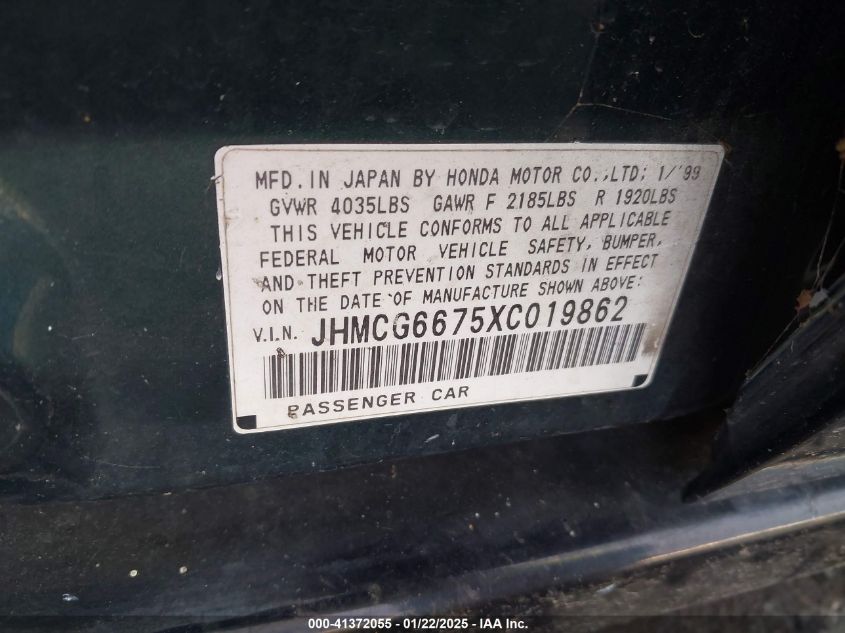 MFD. IN JAPAN BY HONDA MOTOR CO.,LTD; 1/'99
GVWR 4035LBS GAWR F 2185LBS R 1920LBS
THIS VEHICLE CONFORMS TO ALL APPLICABLE
FEDERAL MOTOR VEHICLE SAFETY, BUMPER,
AND THEFT PREVENTION STANDARDS IN EFFECT
ON THE DATE OF MANUFACTURE SHOWN ABOVE:
V.I.N. JHMCG6675XC019862
PASSENGER CAR
000-41372055 - 01/22/2025 - IAA Inc.